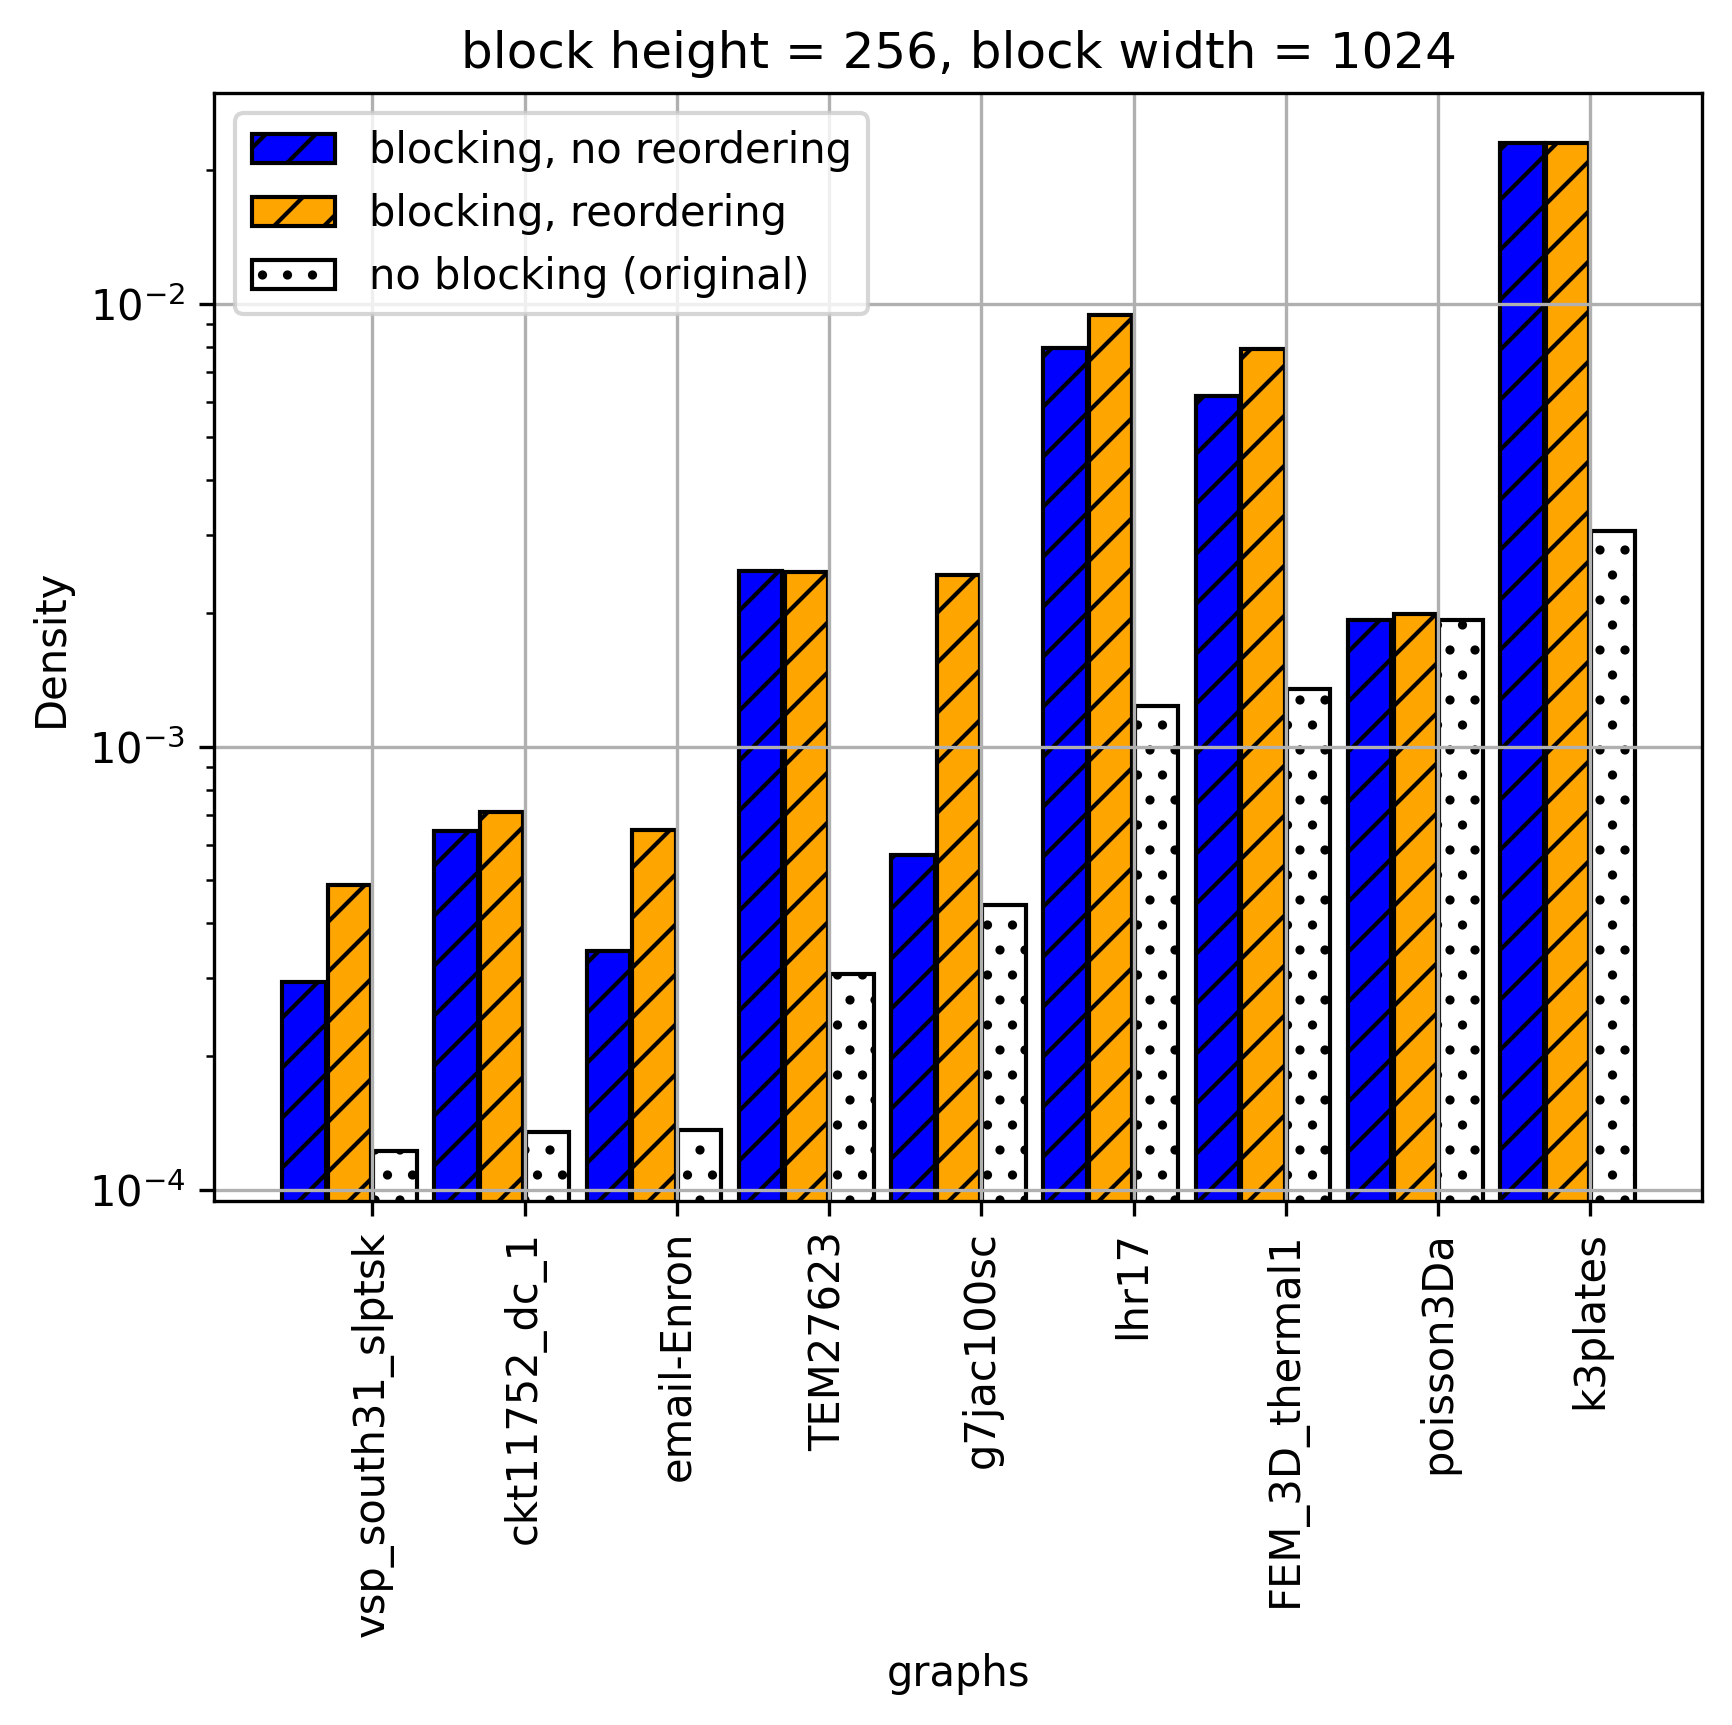 block height = 256, block width = 1024
blocking, no reordering
blocking, reordering
no blocking (original)
10⁻²
10⁻³
10⁻⁴
Density
vsp_south31_slptsk
ckt11752_dc_1
email-Enron
TEM27623
g7jac100sc
lhr17
FEM_3D_thermal1
poisson3Da
k3plates
graphs